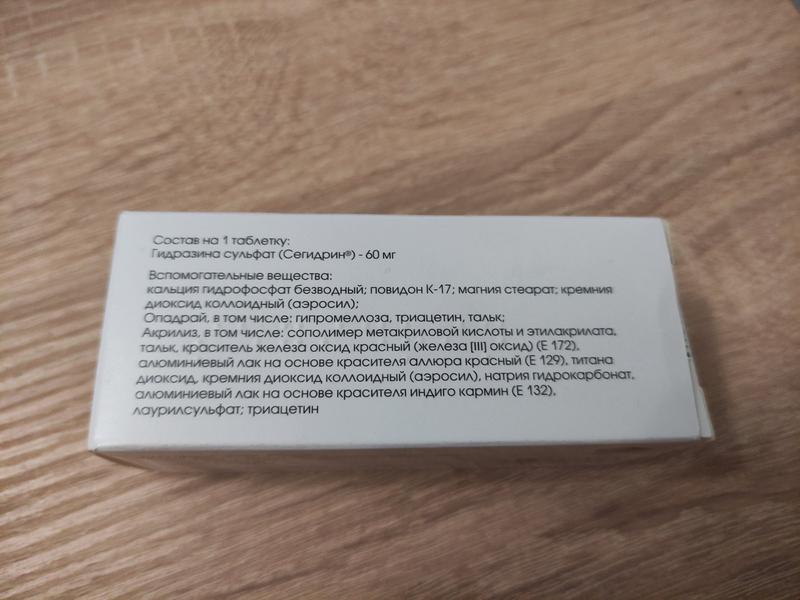 Состав на 1 таблетку:
Гидразина сульфат (Сегидрин®) - 60 мг
Вспомогательные вещества:
кальция гидрофосфат безводный; повидон К-17; магния стеарат; кремния
диоксид коллоидный (аэросил);
Опадрай, в том числе: гипромеллоза, триацетин, тальк;
Акрилиз, в том числе: сополимер метакриловой кислоты и этилакрилата,
тальк, краситель железа оксид красный (железа [III] оксид) (Е 172),
алюминиевый лак на основе красителя аллюра красный (Е 129), титана
диоксид, кремния диоксид коллоидный (аэросил), натрия гидрокарбонат,
алюминиевый лак на основе красителя индиго кармин (Е 132),
лаурилсульфат; триацетин